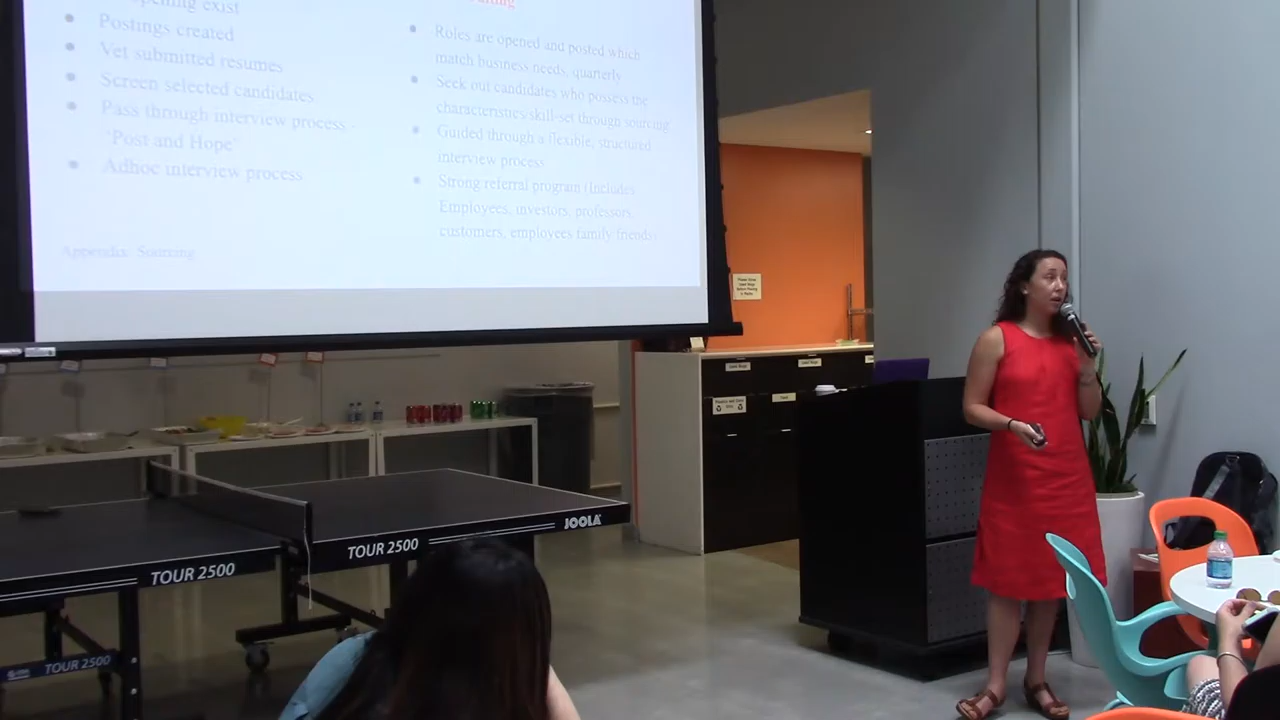 opening exist
Postings created
Vet submitted resumes
Screen selected candidates
Pass through interview process -
'Post and Hope'
Adhoc interview process
Appendix: Sourcing
Roles are opened and posted which
match business needs, quarterly
Seek out candidates who possess the
characteristics/skill-set through sourcing
Guided through a flexible, structured
interview process
Strong referral program (Includes
Employees, investors, professors,
customers, employees family friends)
JOOLA
TOUR 2500
TOUR 2500
TOUR 2500